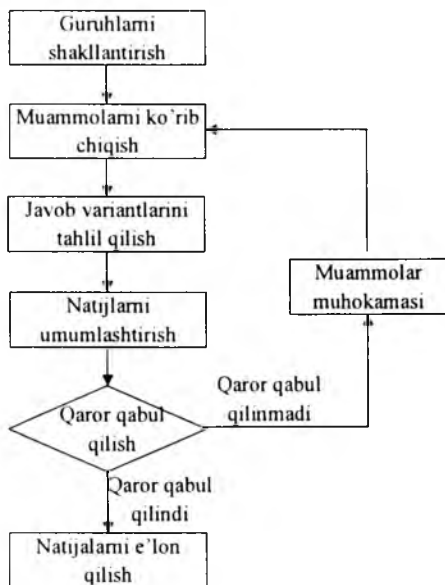 Guruhlarni
shakllantirish
Muammolarni ko`rib
chiqish
Javob variantlarini
tahlil qilish
Natijlarni
umumlashtirish
Muammolar
muhokamasi
Qaror qabul
qilish
Qaror qabul
qilinmadi
Qaror qabul
qilindi
Natijalarni e'lon
qilish